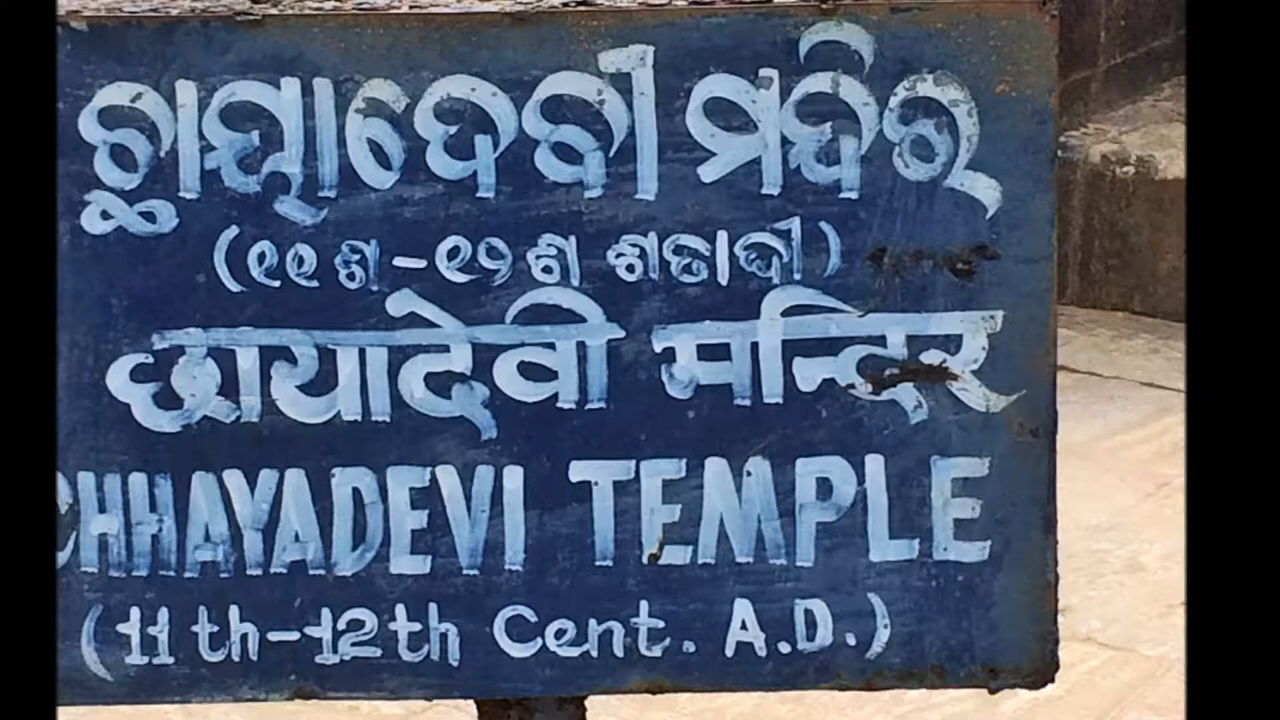 ଛାୟାଦେବୀ ମନ୍ଦିର
(୧୧ଶ-୧୨ଶ ଶତାବ୍ଦୀ)
छायादेवी मन्दिर
CHHAYADEVI TEMPLE
(11th-12th Cent. A.D.)